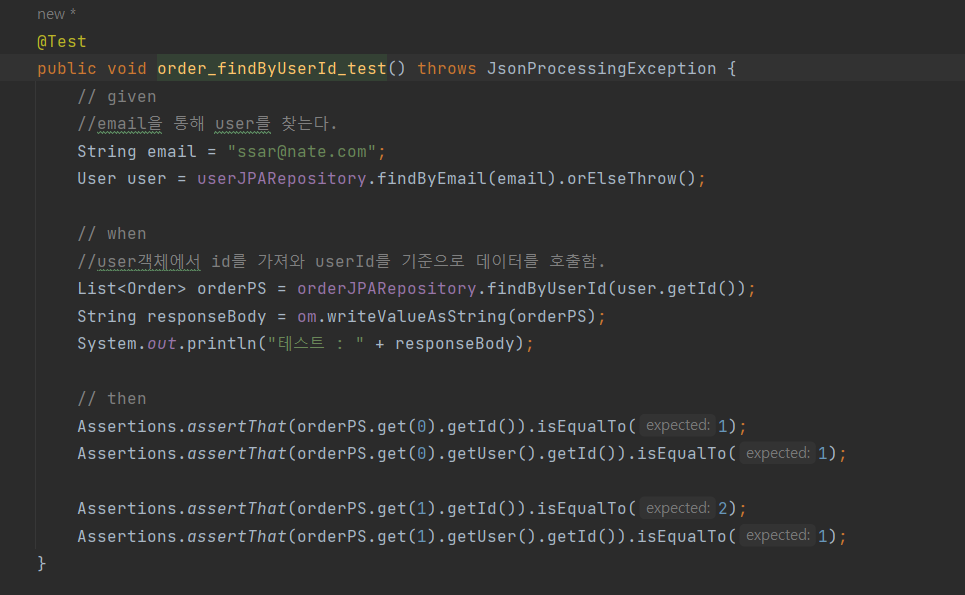 new *
@Test
public void order_findByUserId_test() throws JsonProcessingException {
// given
//email을 통해 user를 찾는다.
String email = "ssar@nate.com";
User user = userJPARepository.findByEmail(email).orElseThrow();
// when
//user객체에서 id를 가져와 userId를 기준으로 데이터를 호출함.
List<Order> orderPS = orderJPARepository.findByUserId(user.getId());
String responseBody = om.writeValueAsString(orderPS);
System.out.println("테스트 : " + responseBody);
// then
Assertions.assertThat(orderPS.get(0).getId()).isEqualTo( expected: 1);
Assertions.assertThat(orderPS.get(0).getUser().getId()).isEqualTo( expected: 1);
Assertions.assertThat(orderPS.get(1).getId()).isEqualTo( expected: 2);
Assertions.assertThat(orderPS.get(1).getUser().getId()).isEqualTo( expected: 1);
}